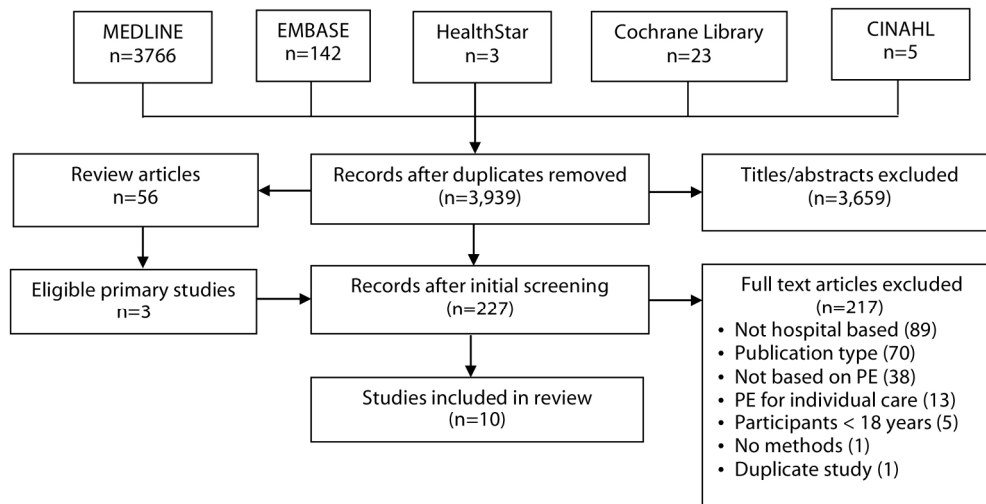 MEDLINE
n=3766
EMBASE
n=142
HealthStar
n=3
Cochrane Library
n=23
CINAHL
n=5
Review articles
n=56
Records after duplicates removed
(n=3,939)
Titles/abstracts excluded
(n=3,659)
Eligible primary studies
n=3
Records after initial screening
(n=227)
Full text articles excluded
(n=217)
• Not hospital based (89)
• Publication type (70)
• Not based on PE (38)
• PE for individual care (13)
• Participants < 18 years (5)
• No methods (1)
• Duplicate study (1)
Studies included in review
(n=10)